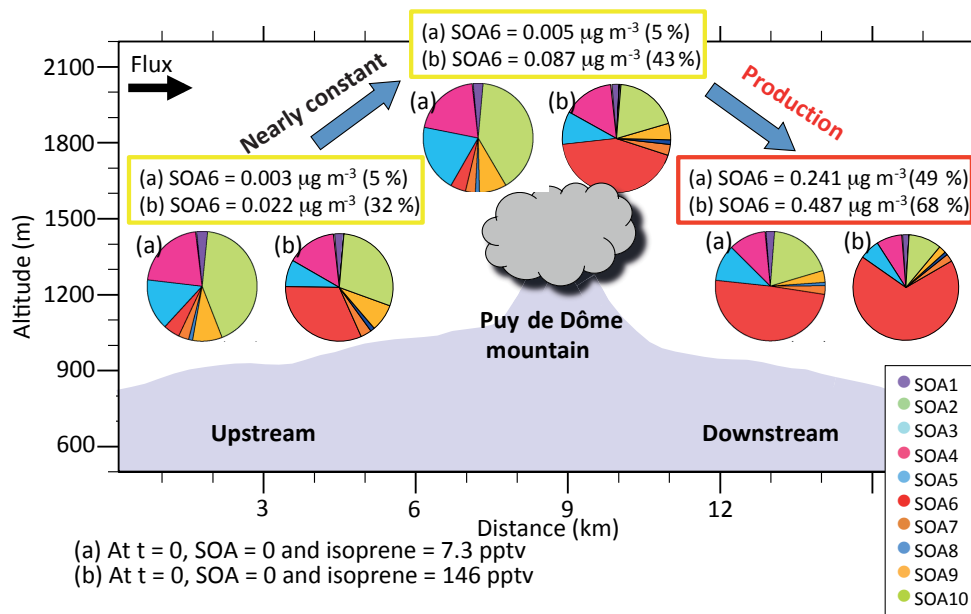 (a) SOA6 = 0.005 µg m⁻³ (5 %)
(b) SOA6 = 0.087 µg m⁻³ (43 %)
Flux
Nearly constant
Production
(a)
(b)
(a) SOA6 = 0.003 µg m⁻³ (5 %)
(b) SOA6 = 0.022 µg m⁻³ (32 %)
(a) SOA6 = 0.241 µg m⁻³ (49 %)
(b) SOA6 = 0.487 µg m⁻³ (68 %)
(a)
(b)
(a)
(b)
2100
1800
1500
1200
900
600
Altitude (m)
Puy de Dôme
mountain
Upstream
Downstream
3
6
9
12
Distance (km)
SOA1
SOA2
SOA3
SOA4
SOA5
SOA6
SOA7
SOA8
SOA9
SOA10
(a) At t = 0, SOA = 0 and isoprene = 7.3 pptv
(b) At t = 0, SOA = 0 and isoprene = 146 pptv